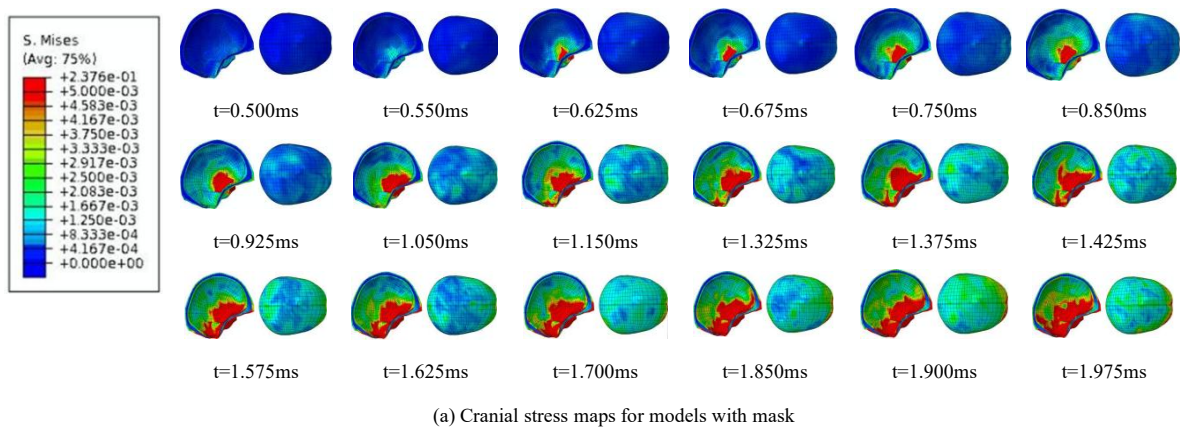 S. Mises
(Avg: 75%)
+2.376e-01
+5.000e-03
+4.583e-03
+4.167e-03
+3.750e-03
+3.333e-03
+2.917e-03
+2.500e-03
+2.083e-03
+1.667e-03
+1.250e-03
+8.333e-04
+4.167e-04
+0.000e+00
t=0.500ms t=0.550ms t=0.625ms t=0.675ms t=0.750ms t=0.850ms
t=0.925ms t=1.050ms t=1.150ms t=1.325ms t=1.375ms t=1.425ms
t=1.575ms t=1.625ms t=1.700ms t=1.850ms t=1.900ms t=1.975ms
(a) Cranial stress maps for models with mask